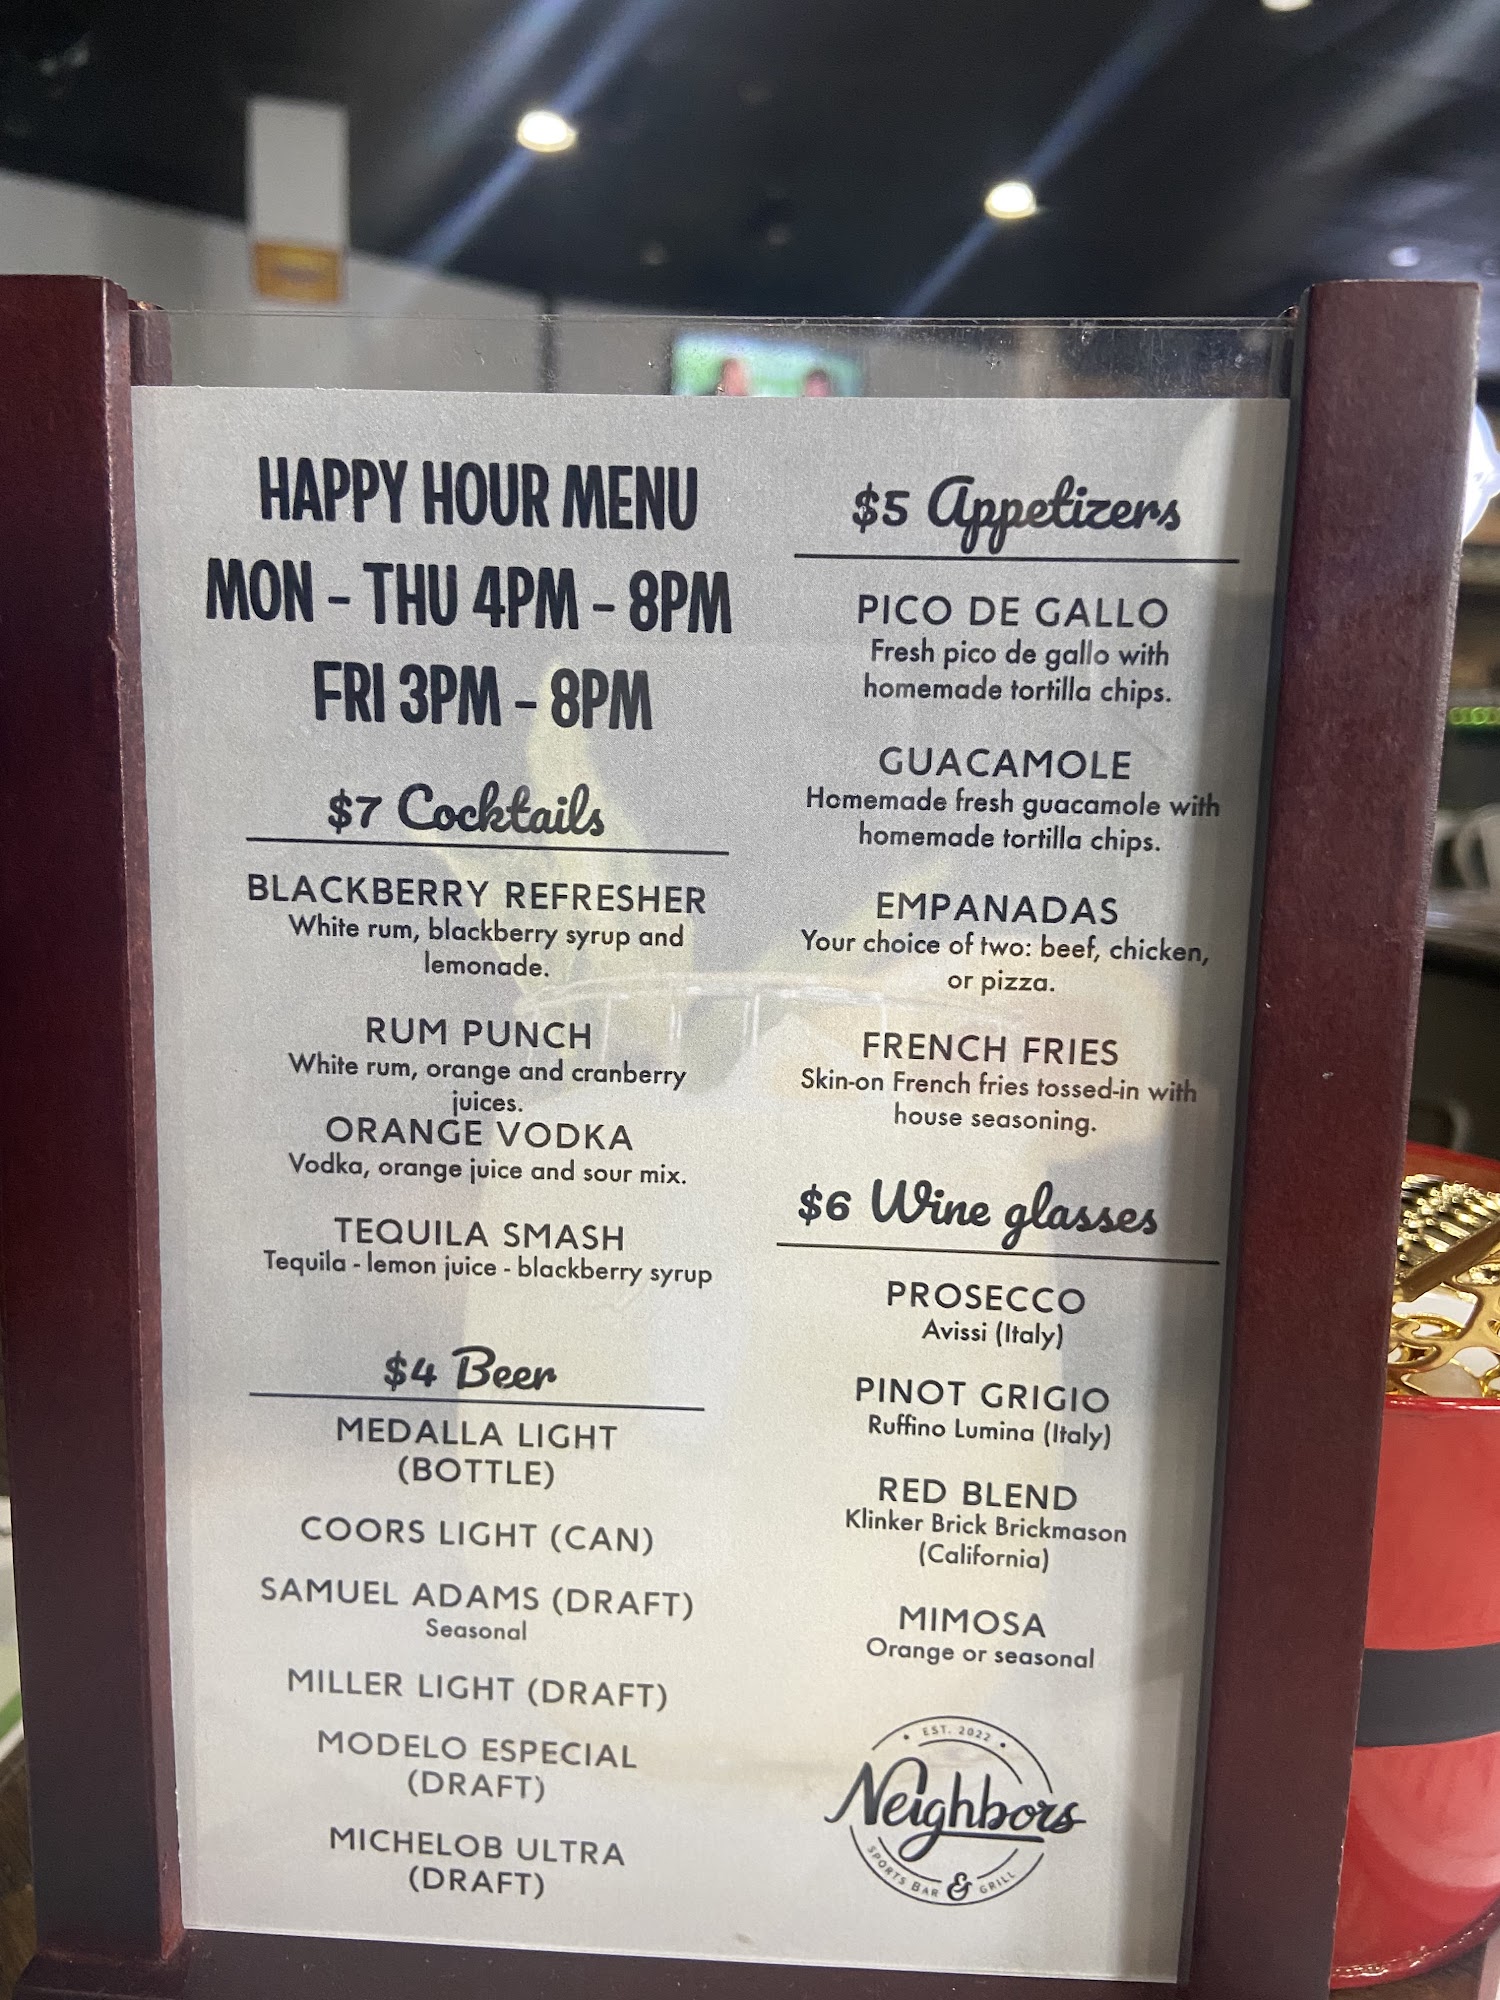 HAPPY HOUR MENU
MON - THU 4PM - 8PM
FRI 3PM - 8PM
$7 Cocktails
BLACKBERRY REFRESHER
White rum, blackberry syrup and
lemonade.
RUM PUNCH
White rum, orange and cranberry
juices.
ORANGE VODKA
Vodka, orange juice and sour mix.
TEQUILA SMASH
Tequila - lemon juice - blackberry syrup
$4 Beer
MEDALLA LIGHT
(BOTTLE)
COORS LIGHT (CAN)
SAMUEL ADAMS (DRAFT)
Seasonal
MILLER LIGHT (DRAFT)
MODELO ESPECIAL
(DRAFT)
MICHELOB ULTRA
(DRAFT)
$5 Appetizers
PICO DE GALLO
Fresh pico de gallo with
homemade tortilla chips.
GUACAMOLE
Homemade fresh guacamole with
homemade tortilla chips.
EMPANADAS
Your choice of two: beef, chicken,
or pizza.
FRENCH FRIES
Skin-on French fries tossed-in with
house seasoning.
$6 Wine glasses
PROSECCO
Avissi (Italy)
PINOT GRIGIO
Ruffino Lumina (Italy)
RED BLEND
Klinker Brick Brickmason
(California)
MIMOSA
Orange or seasonal
• EST. 2022 •
Neighbors
SPORTS BAR & GRILL